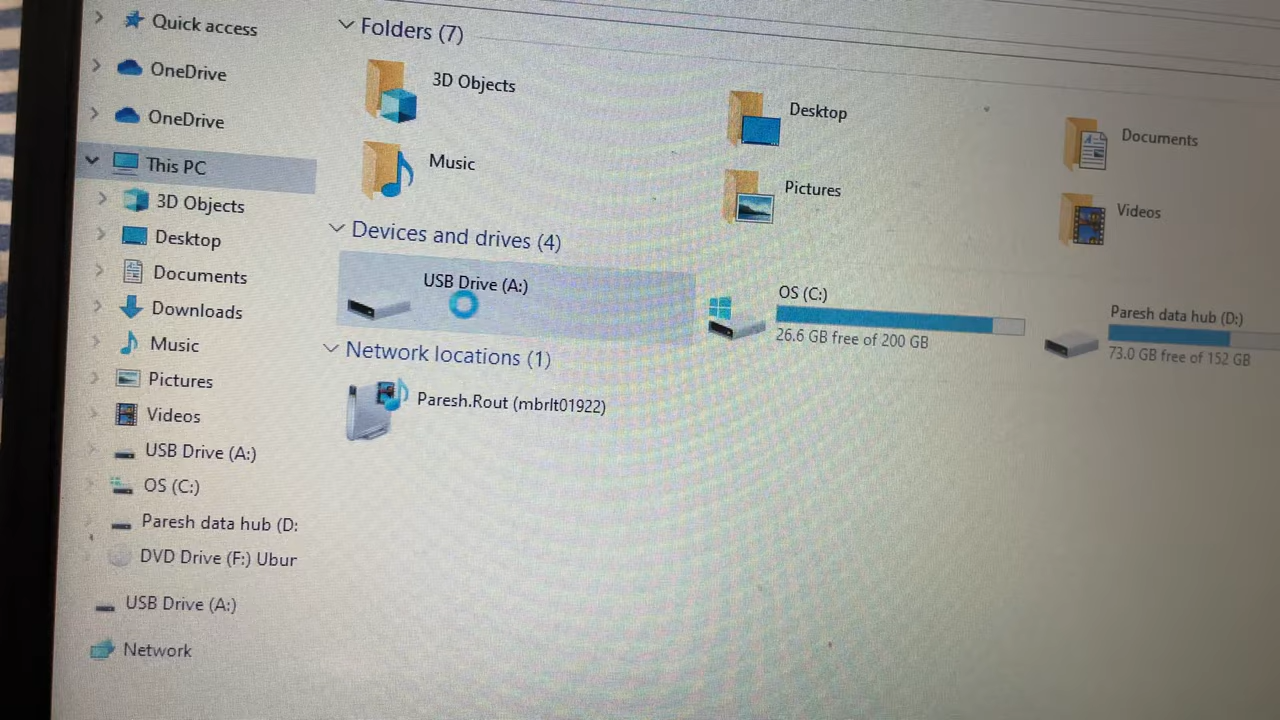 Quick access
OneDrive
OneDrive
This PC
3D Objects
Desktop
Documents
Downloads
Music
Pictures
Videos
USB Drive (A:)
OS (C:)
Paresh data hub (D:
DVD Drive (F:) Ubur
USB Drive (A:)
Network
Folders (7)
3D Objects
Desktop
Documents
Music
Pictures
Videos
Devices and drives (4)
USB Drive (A:)
OS (C:)
26.6 GB free of 200 GB
Paresh data hub (D:)
73.0 GB free of 152 GB
Network locations (1)
Paresh.Rout (mbrlt01922)